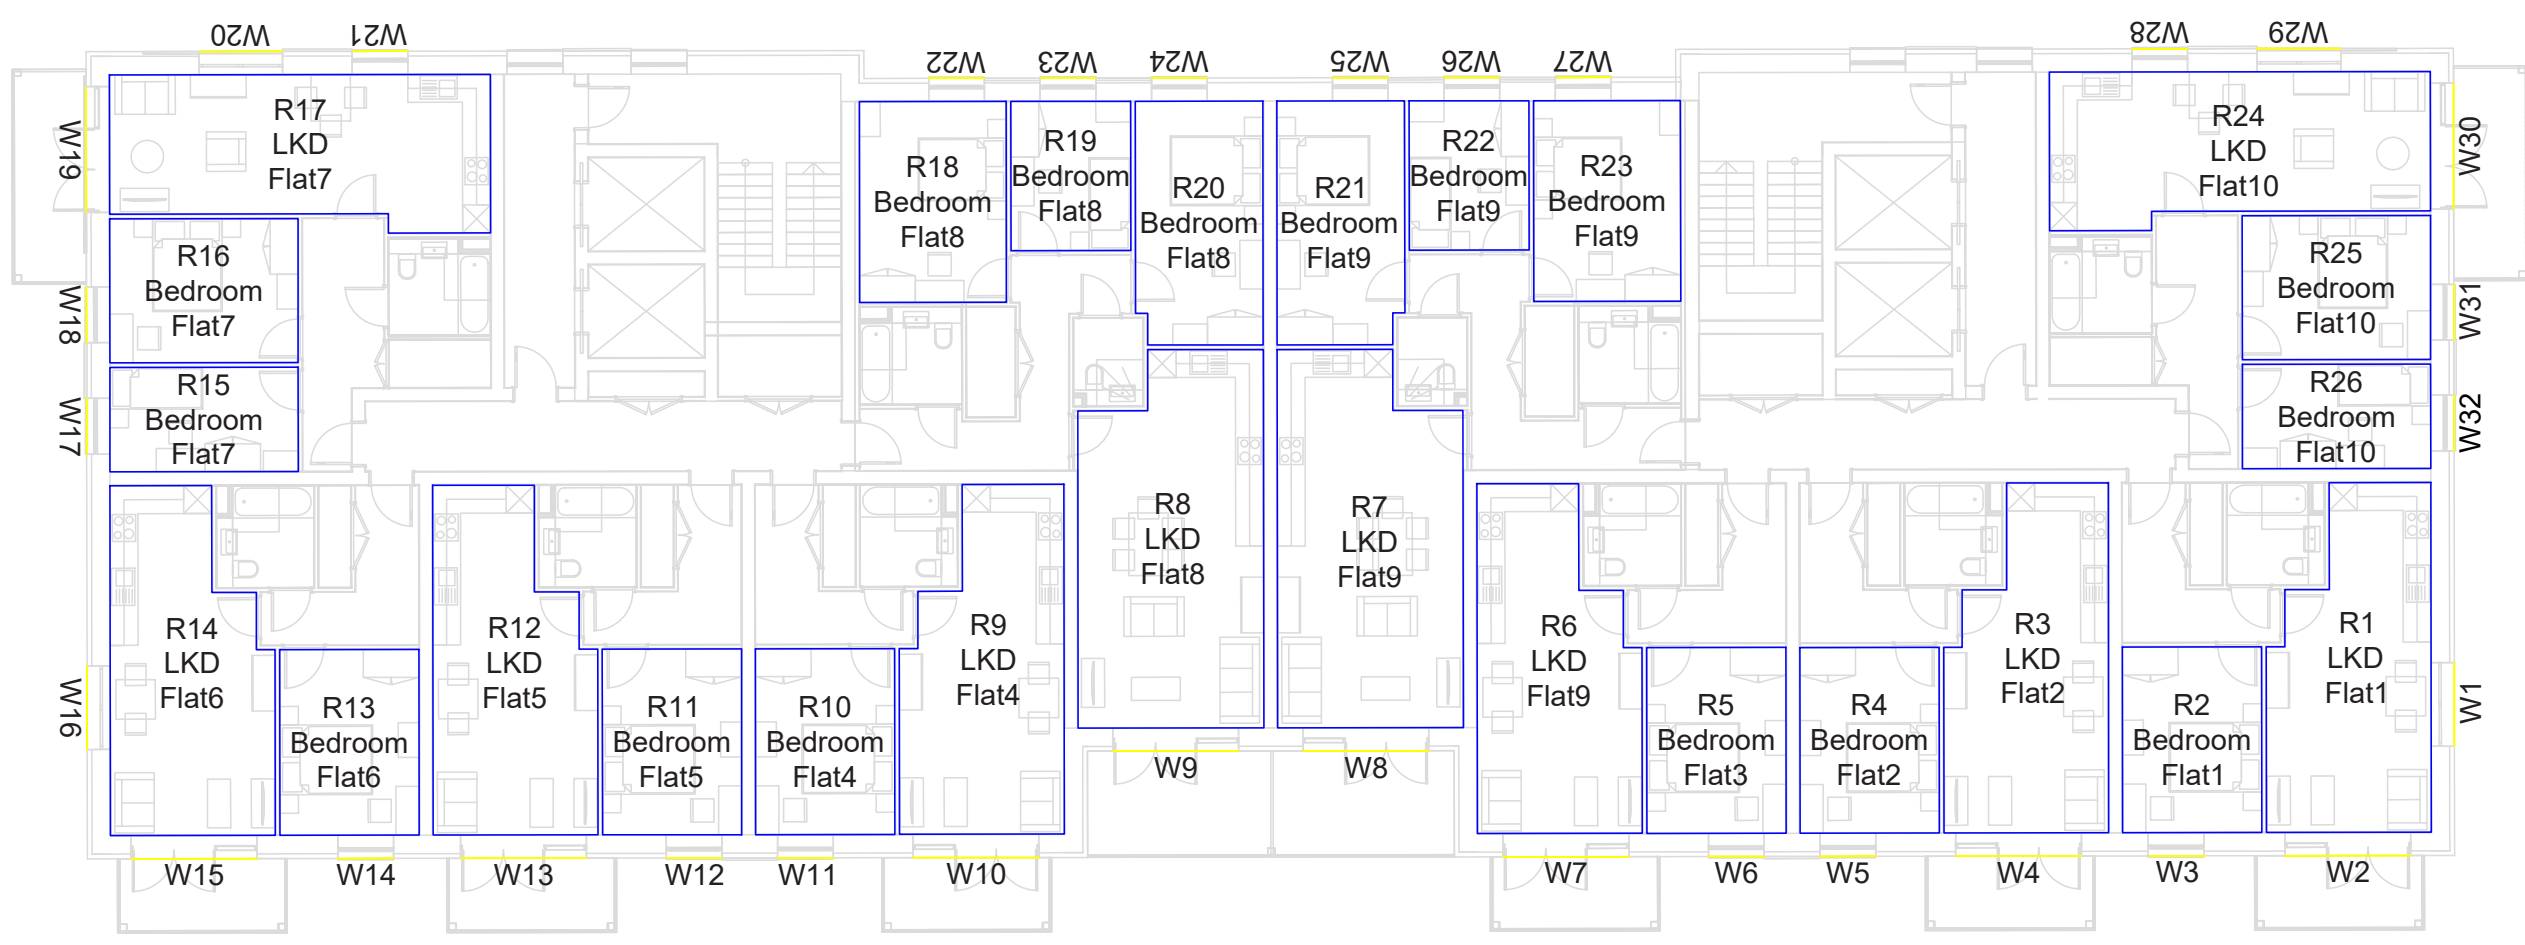 W20
W21
W22
W23
W24
W25
W26
W27
W28
W29
W19
R17
LKD
Flat7
R18
Bedroom
Flat8
R19
Bedroom
Flat8
R20
Bedroom
Flat8
R21
Bedroom
Flat9
R22
Bedroom
Flat9
R23
Bedroom
Flat9
R24
LKD
Flat10
W30
W18
R16
Bedroom
Flat7
R25
Bedroom
Flat10
W31
W17
R15
Bedroom
Flat7
R26
Bedroom
Flat10
W32
W16
R14
LKD
Flat6
R13
Bedroom
Flat6
R12
LKD
Flat5
R11
Bedroom
Flat5
R10
Bedroom
Flat4
R9
LKD
Flat4
R8
LKD
Flat8
R7
LKD
Flat9
R6
LKD
Flat9
R5
Bedroom
Flat3
R4
Bedroom
Flat2
R3
LKD
Flat2
R2
Bedroom
Flat1
R1
LKD
Flat1
W1
W9
W8
W15
W14
W13
W12
W11
W10
W7
W6
W5
W4
W3
W2